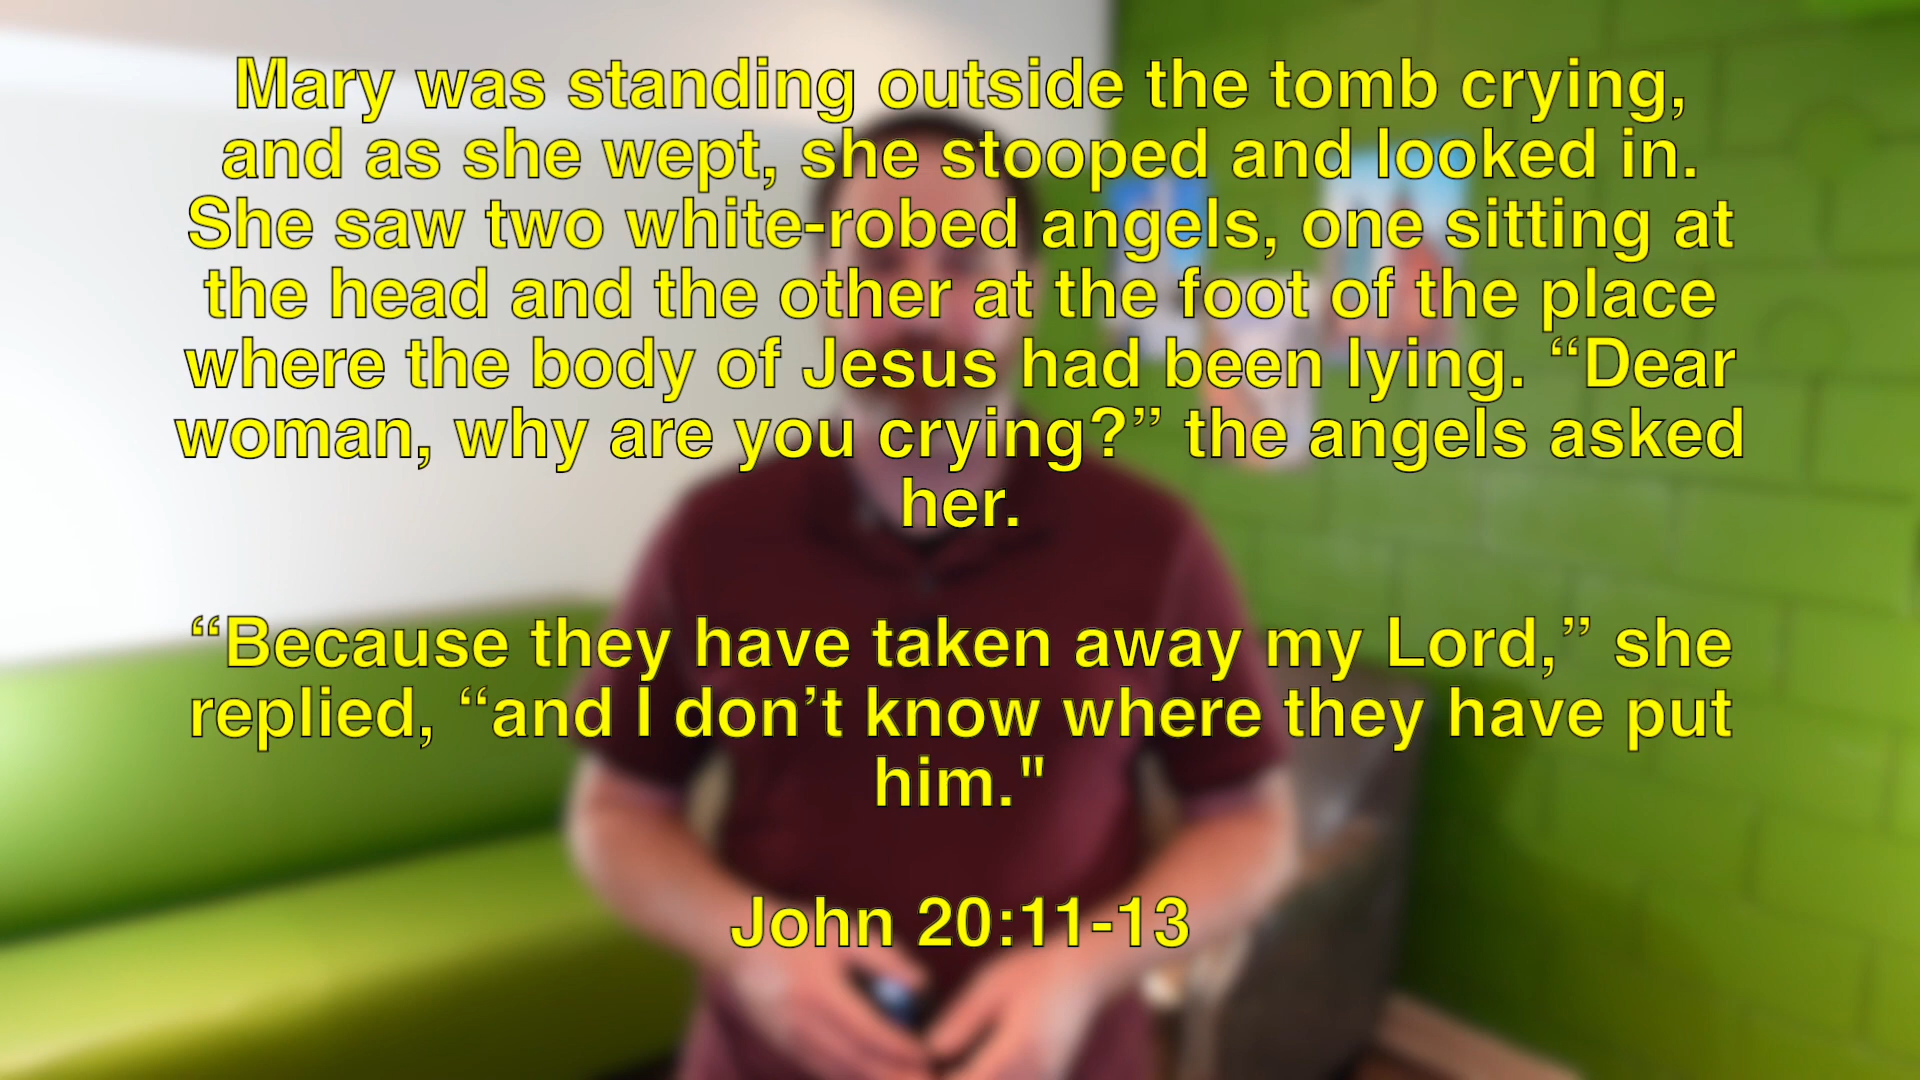 Mary was standing outside the tomb crying,
and as she wept, she stooped and looked in.
She saw two white-robed angels, one sitting at
the head and the other at the foot of the place
where the body of Jesus had been lying. “Dear
woman, why are you crying?” the angels asked
her.
“Because they have taken away my Lord,” she
replied, “and I don’t know where they have put
him."
John 20:11-13